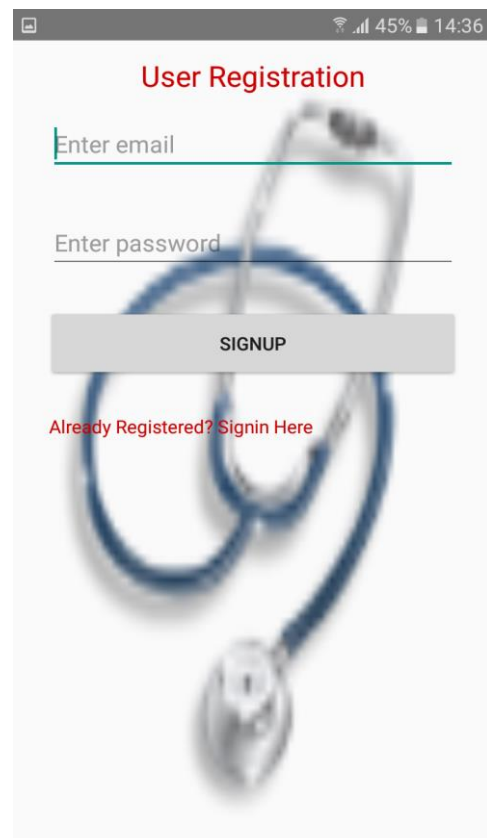 45% 14:36
User Registration
Enter email
Enter password
SIGNUP
Already Registered? Signin Here